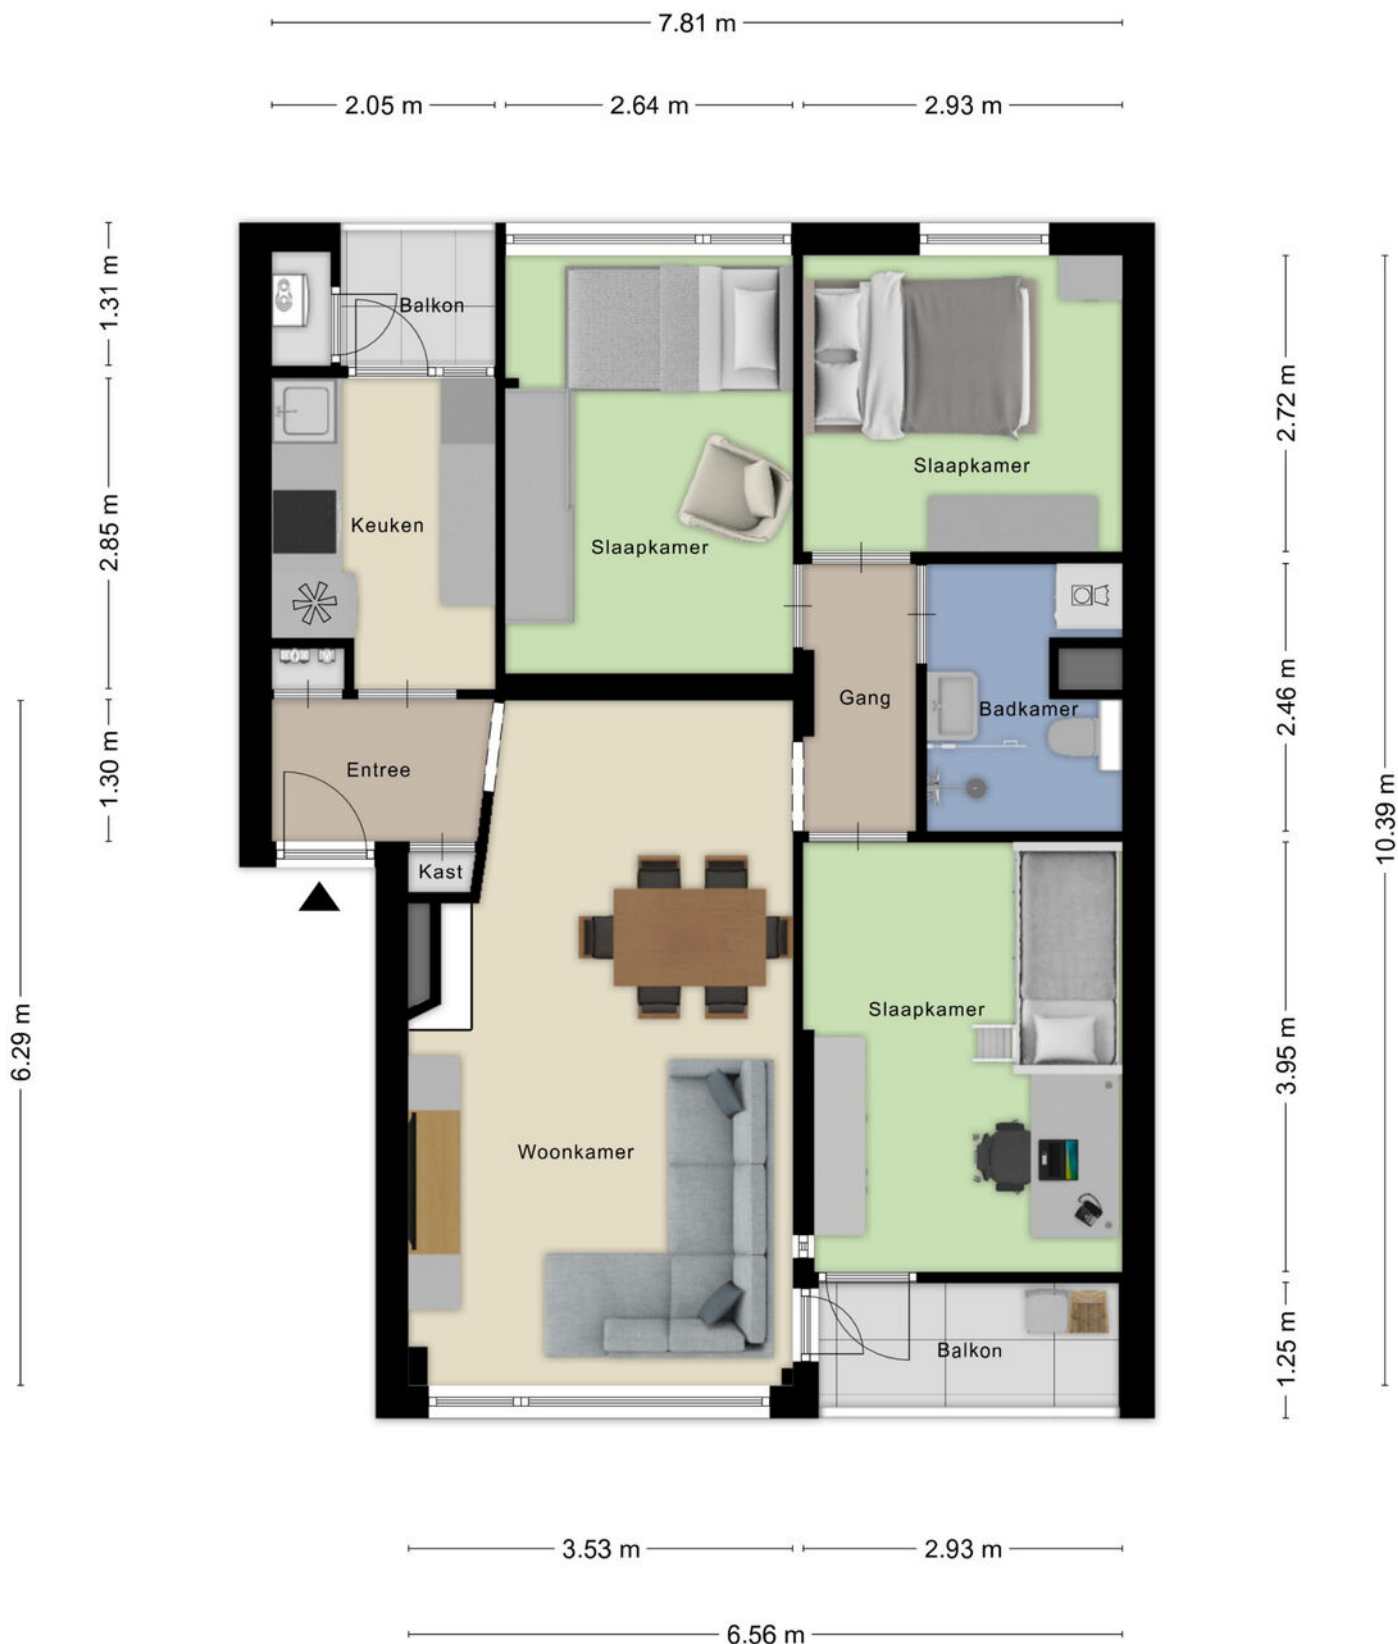 7.81 m
2.05 m
2.64 m
2.93 m
1.31 m
Balkon
2.72 m
Slaapkamer
2.85 m
Keuken
Slaapkamer
2.46 m
Gang
Badkamer
1.30 m
Entree
10.39 m
Kast
6.29 m
Slaapkamer
3.95 m
Woonkamer
Balkon
1.25 m
3.53 m
2.93 m
6.56 m